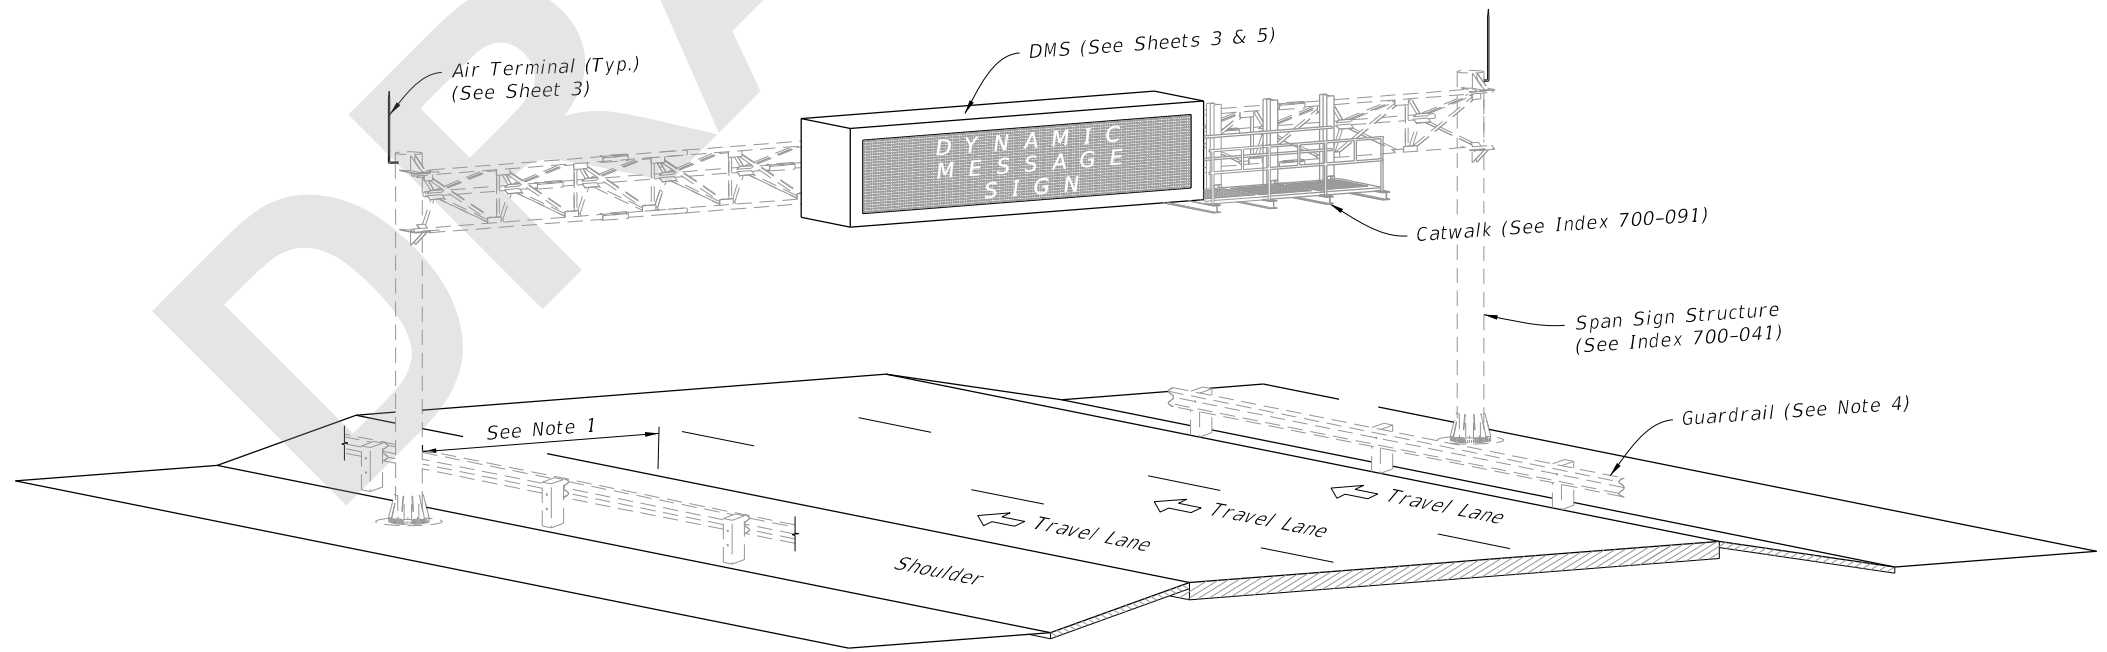 DMS (See Sheets 3 & 5)
Air Terminal (Typ.)
(See Sheet 3)
DYNAMIC
MESSAGE
SIGN
Catwalk (See Index 700-091)
Span Sign Structure
(See Index 700-041)
Guardrail (See Note 4)
See Note 1
Travel Lane
Travel Lane
Travel Lane
Shoulder
DRA